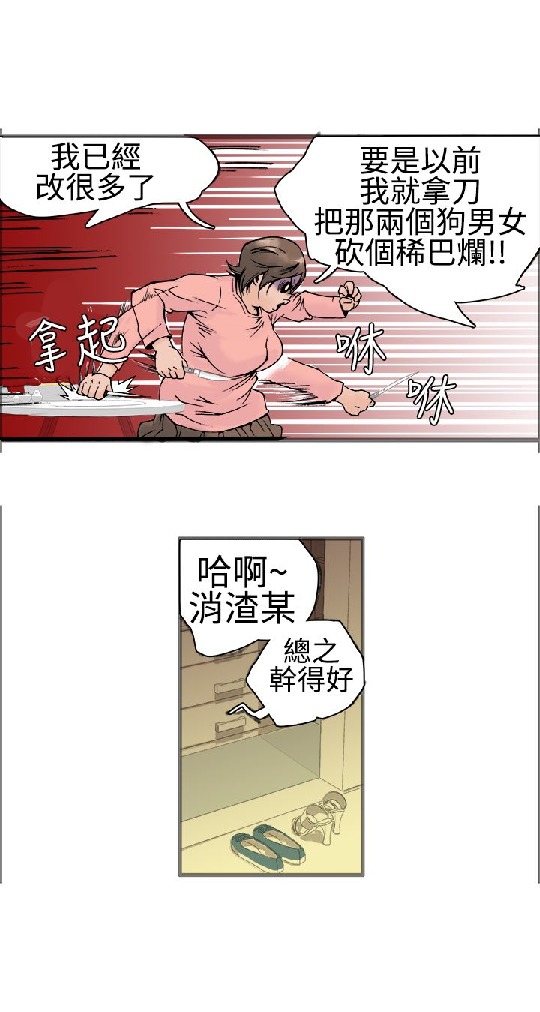 我已經
改很多了
要是以前
我就拿刀
把那兩個狗男女
砍個稀巴爛!!
拿起
咻
咻
哈啊~
消渣某
總之
幹得好